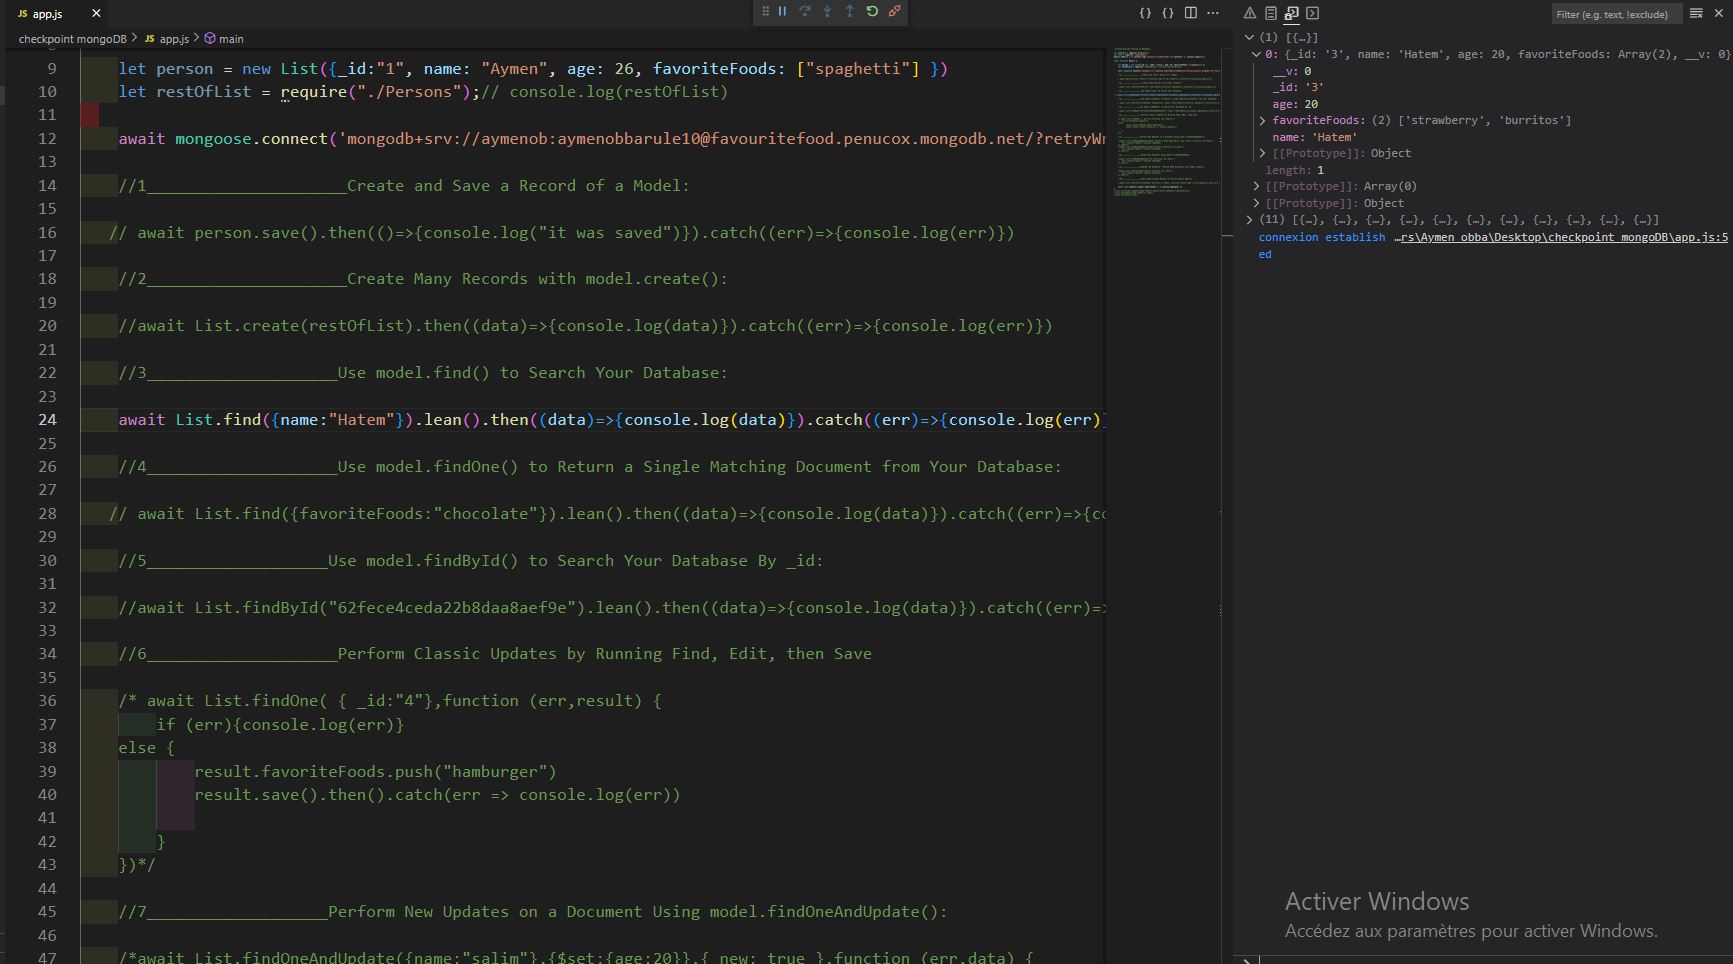 app.js
Filter (e.g. text, !exclude)
checkpoint mongoDB > JS app.js > main
9 let person = new List({_id:"1", name: "Aymen", age: 26, favoriteFoods: ["spaghetti"] })
10 let restOfList = require("./Persons");// console.log(restOfList)
11
12 await mongoose.connect('mongodb+srv://aymenob:aymenobbarule10@favouritefood.penucox.mongodb.net/?retryWr
13
14 //1_____________________Create and Save a Record of a Model:
15
16 // await person.save().then(()=>{console.log("it was saved")}).catch((err)=>{console.log(err)})
17
18 //2_____________________Create Many Records with model.create():
19
20 //await List.create(restOfList).then((data)=>{console.log(data)}).catch((err)=>{console.log(err)})
21
22 //3____________________Use model.find() to Search Your Database:
23
24 await List.find({name:"Hatem"}).lean().then((data)=>{console.log(data)}).catch((err)=>{console.log(err)}
25
26 //4____________________Use model.findOne() to Return a Single Matching Document from Your Database:
27
28 // await List.find({favoriteFoods:"chocolate"}).lean().then((data)=>{console.log(data)}).catch((err)=>{co
29
30 //5___________________Use model.findById() to Search Your Database By _id:
31
32 //await List.findById("62fece4ceda22b8daa8aef9e").lean().then((data)=>{console.log(data)}).catch((err)=>
33
34 //6____________________Perform Classic Updates by Running Find, Edit, then Save
35
36 /* await List.findOne( { _id:"4"},function (err,result) {
37 if (err){console.log(err)}
38 else {
39 result.favoriteFoods.push("hamburger")
40 result.save().then().catch(err => console.log(err))
41
42 }
43 })*/
44
45 //7___________________Perform New Updates on a Document Using model.findOneAndUpdate():
46
47 /*await List.findOneAndUpdate({name:"salim"},{$set:{age:20}},{ new: true },function (err,data) {
(1) [{…}]
0: {_id: '3', name: 'Hatem', age: 20, favoriteFoods: Array(2), __v: 0}
__v: 0
_id: '3'
age: 20
favoriteFoods: (2) ['strawberry', 'burritos']
name: 'Hatem'
[[Prototype]]: Object
length: 1
[[Prototype]]: Array(0)
[[Prototype]]: Object
(11) [{…}, {…}, {…}, {…}, {…}, {…}, {…}, {…}, {…}, {…}, {…}]
connexion establish …rs\Aymen obba\Desktop\checkpoint mongoDB\app.js:5
ed
Activer Windows
Accédez aux paramètres pour activer Windows.